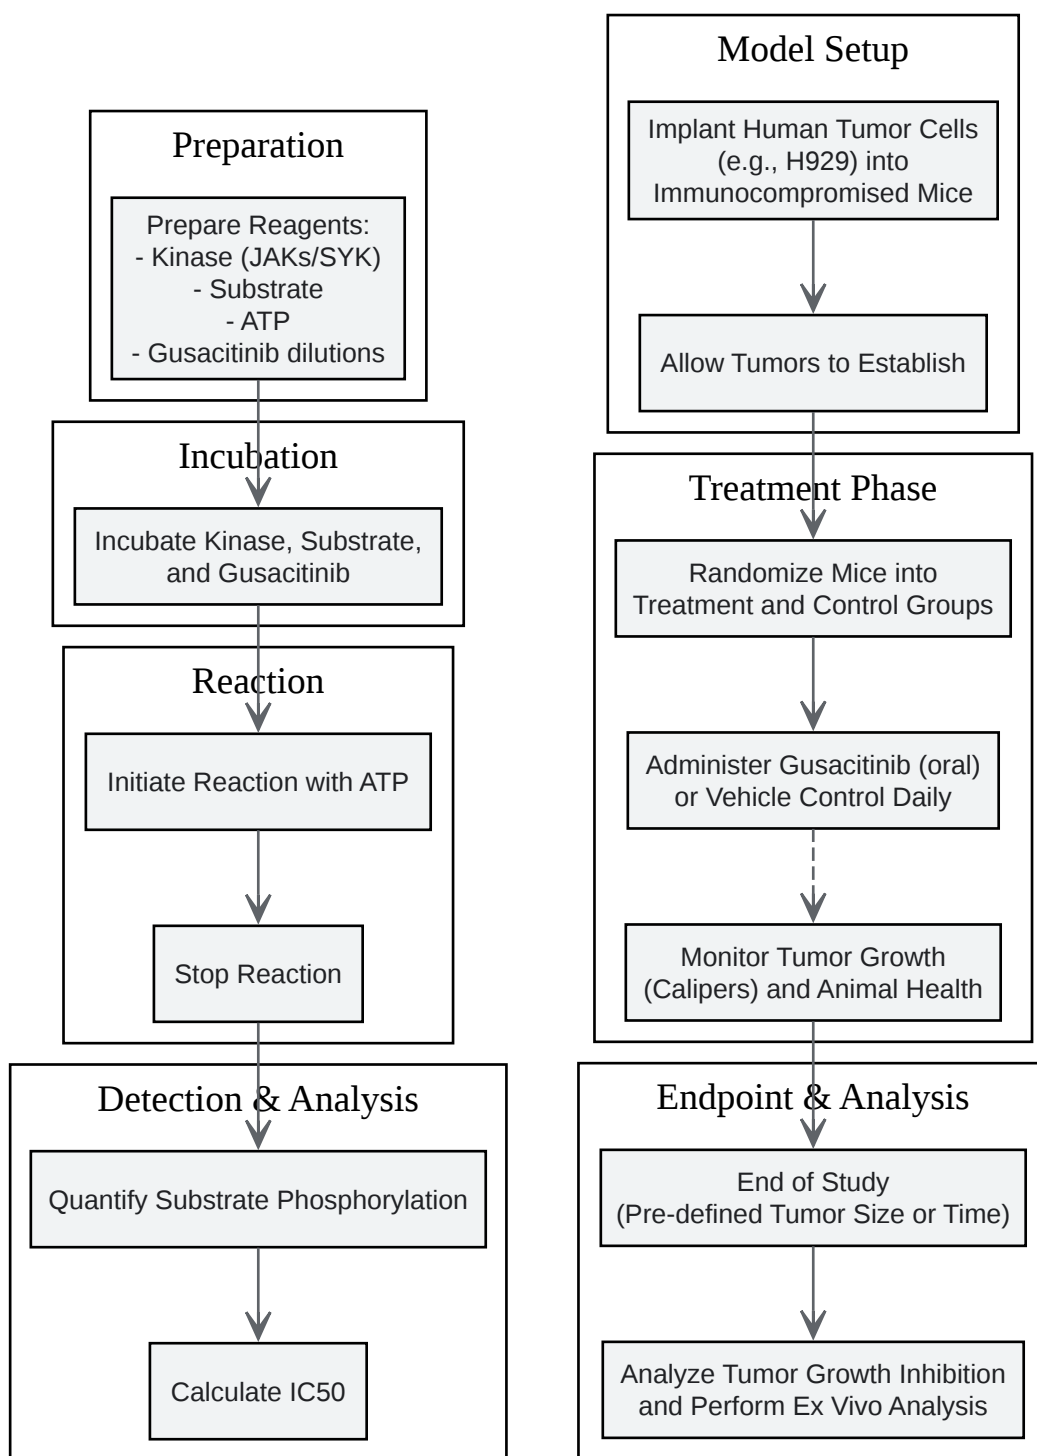 Preparation
Prepare Reagents:
- Kinase (JAKs/SYK)
- Substrate
- ATP
- Gusacitinib dilutions
Incubation
Incubate Kinase, Substrate,
and Gusacitinib
Reaction
Initiate Reaction with ATP
Stop Reaction
Detection & Analysis
Quantify Substrate Phosphorylation
Calculate IC50
Model Setup
Implant Human Tumor Cells
(e.g., H929) into
Immunocompromised Mice
Allow Tumors to Establish
Treatment Phase
Randomize Mice into
Treatment and Control Groups
Administer Gusacitinib (oral)
or Vehicle Control Daily
Monitor Tumor Growth
(Calipers) and Animal Health
Endpoint & Analysis
End of Study
(Pre-defined Tumor Size or Time)
Analyze Tumor Growth Inhibition
and Perform Ex Vivo Analysis